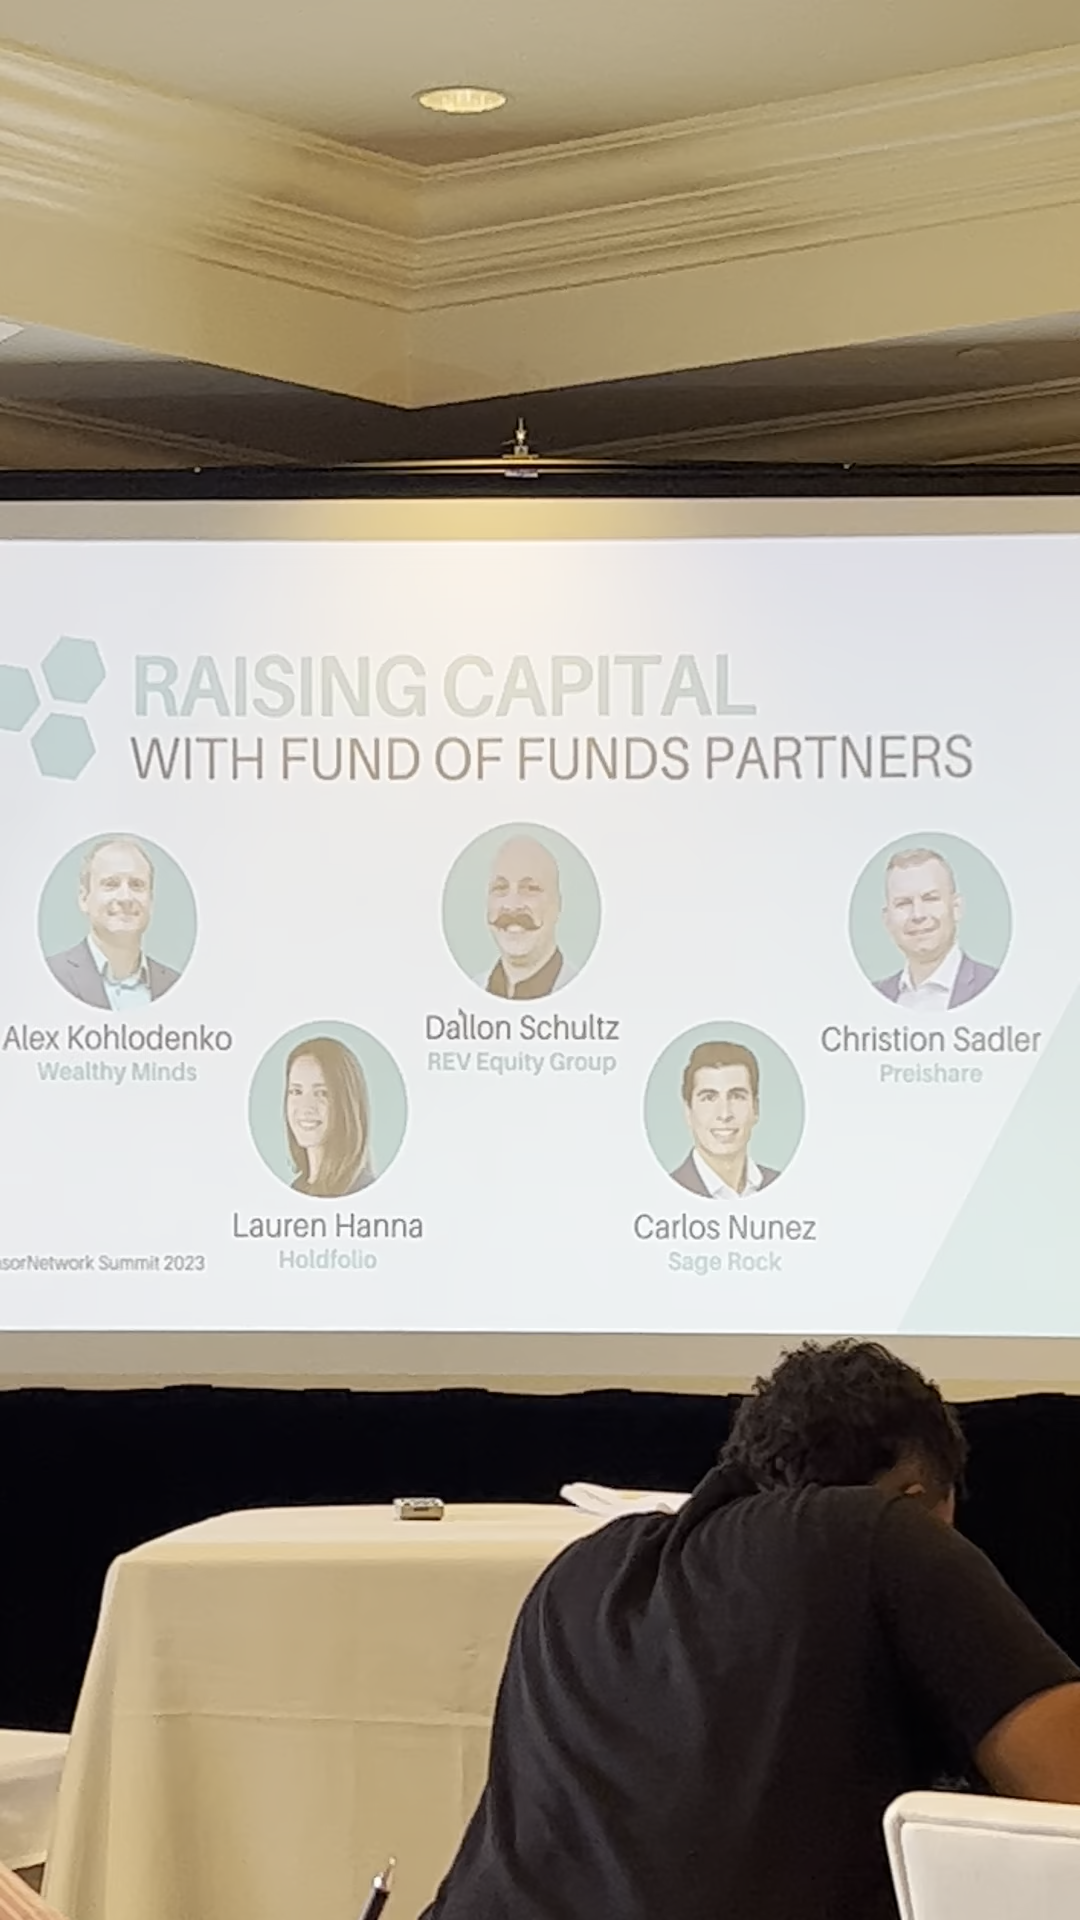 RAISING CAPITAL
WITH FUND OF FUNDS PARTNERS
Alex Kohlodenko
Wealthy Minds
Dallon Schultz
REV Equity Group
Christion Sadler
Preishare
Lauren Hanna
Holdfolio
Carlos Nunez
Sage Rock
sorNetwork Summit 2023